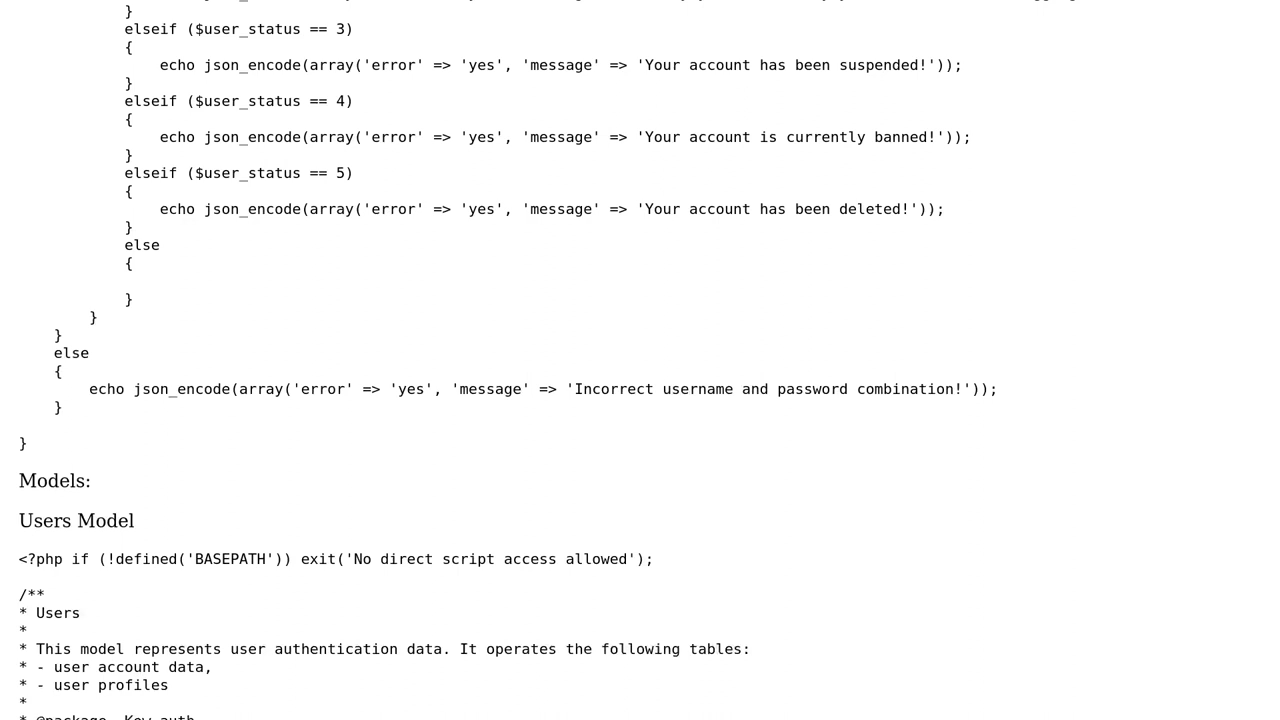 }
elseif ($user_status == 3)
{
echo json_encode(array('error' => 'yes', 'message' => 'Your account has been suspended!'));
}
elseif ($user_status == 4)
{
echo json_encode(array('error' => 'yes', 'message' => 'Your account is currently banned!'));
}
elseif ($user_status == 5)
{
echo json_encode(array('error' => 'yes', 'message' => 'Your account has been deleted!'));
}
else
{
}
}
}
else
{
echo json_encode(array('error' => 'yes', 'message' => 'Incorrect username and password combination!'));
}
}
Models:
Users Model
<?php if (!defined('BASEPATH')) exit('No direct script access allowed');
/**
* Users
*
* This model represents user authentication data. It operates the following tables:
* - user account data,
* - user profiles
*
* @package Key auth